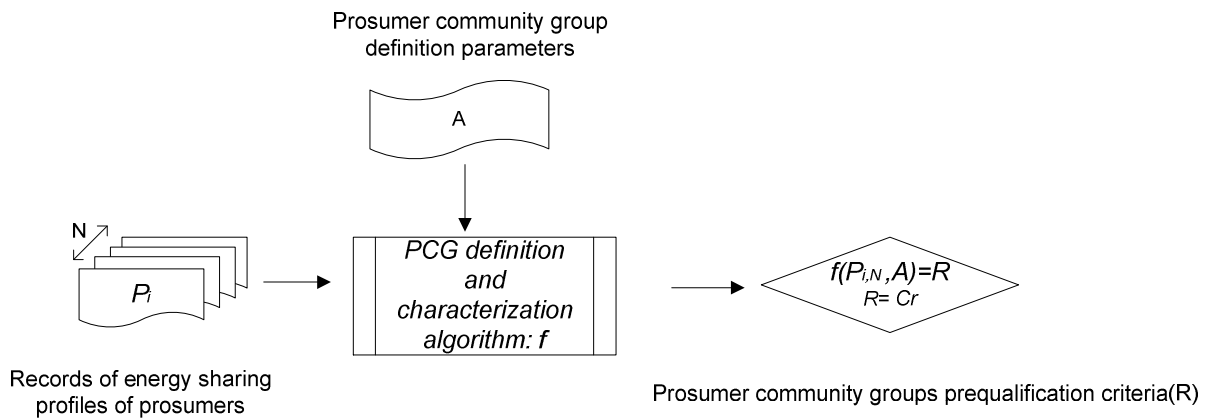 Prosumer community group
definition parameters
A
N
Pi
PCG definition
and
characterization
algorithm: f
f(Pi,N ,A)=R
R= Cr
Records of energy sharing
profiles of prosumers
Prosumer community groups prequalification criteria(R)